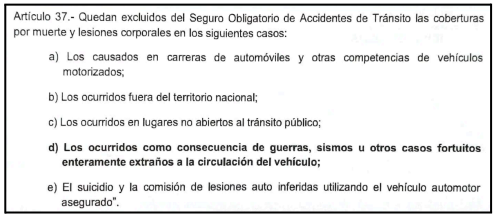 Artículo 37.- Quedan excluidos del Seguro Obligatorio de Accidentes de Tránsito las coberturas
por muerte y lesiones corporales en los siguientes casos:
a) Los causados en carreras de automóviles y otras competencias de vehículos
motorizados;
b) Los ocurridos fuera del territorio nacional;
c) Los ocurridos en lugares no abiertos al tránsito público;
d) Los ocurridos como consecuencia de guerras, sismos u otros casos fortuitos
enteramente extraños a la circulación del vehículo;
e) El suicidio y la comisión de lesiones auto inferidas utilizando el vehículo automotor
asegurado".